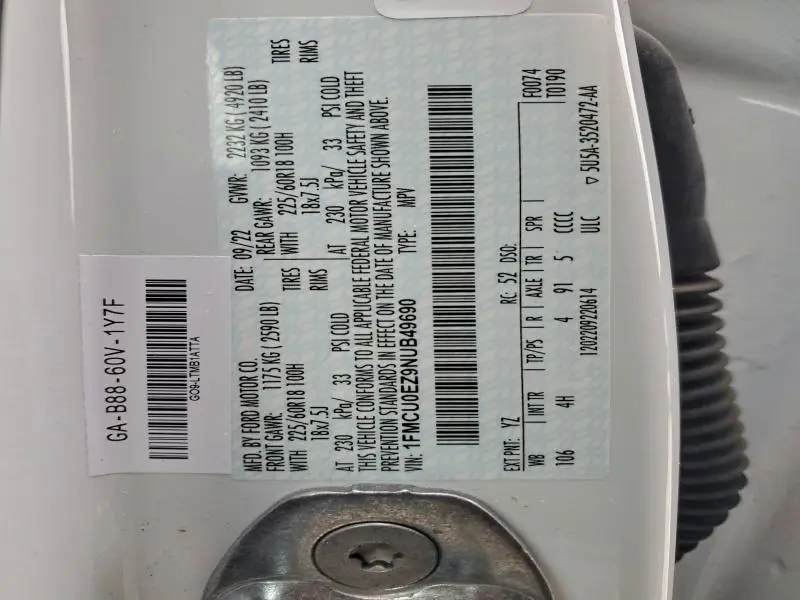 GA-B88-60V-1Y7F
GO9-LTMB1ATTA
MFD. BY FORD MOTOR CO.
DATE: 09/22 GVWR: 2232 KG ( 4920 LB)
FRONT GAWR: 1175 KG ( 2590 LB) REAR GAWR: 1093 KG ( 2410 LB)
WITH 225/60R18 100H TIRES WITH 225/60R18 100H TIRES
18x7.5J RIMS 18x7.5J RIMS
AT 230 kPa/ 33 PSI COLD AT 230 kPa/ 33 PSI COLD
THIS VEHICLE CONFORMS TO ALL APPLICABLE FEDERAL MOTOR VEHICLE SAFETY AND THEFT
PREVENTION STANDARDS IN EFFECT ON THE DATE OF MANUFACTURE SHOWN ABOVE.
VIN: 1FMCU0EZ9NUB49690 TYPE: MPV
EXT PNT: YZ RC: 52 DSO: F0074
WB INT TR TP/PS R AXLE TR SPR T0190
106 4H 4 91 5 CCCC
1202209220614 ULC ▽ 5U5A-3520472-AA